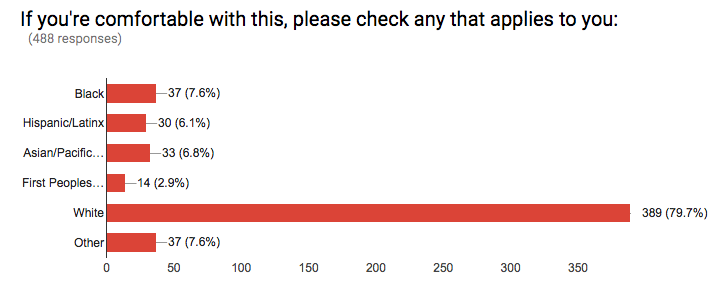 If you're comfortable with this, please check any that applies to you:
(488 responses)
Black 37 (7.6%)
Hispanic/Latinx 30 (6.1%)
Asian/Pacific... 33 (6.8%)
First Peoples... 14 (2.9%)
White 389 (79.7%)
Other 37 (7.6%)
0 50 100 150 200 250 300 350